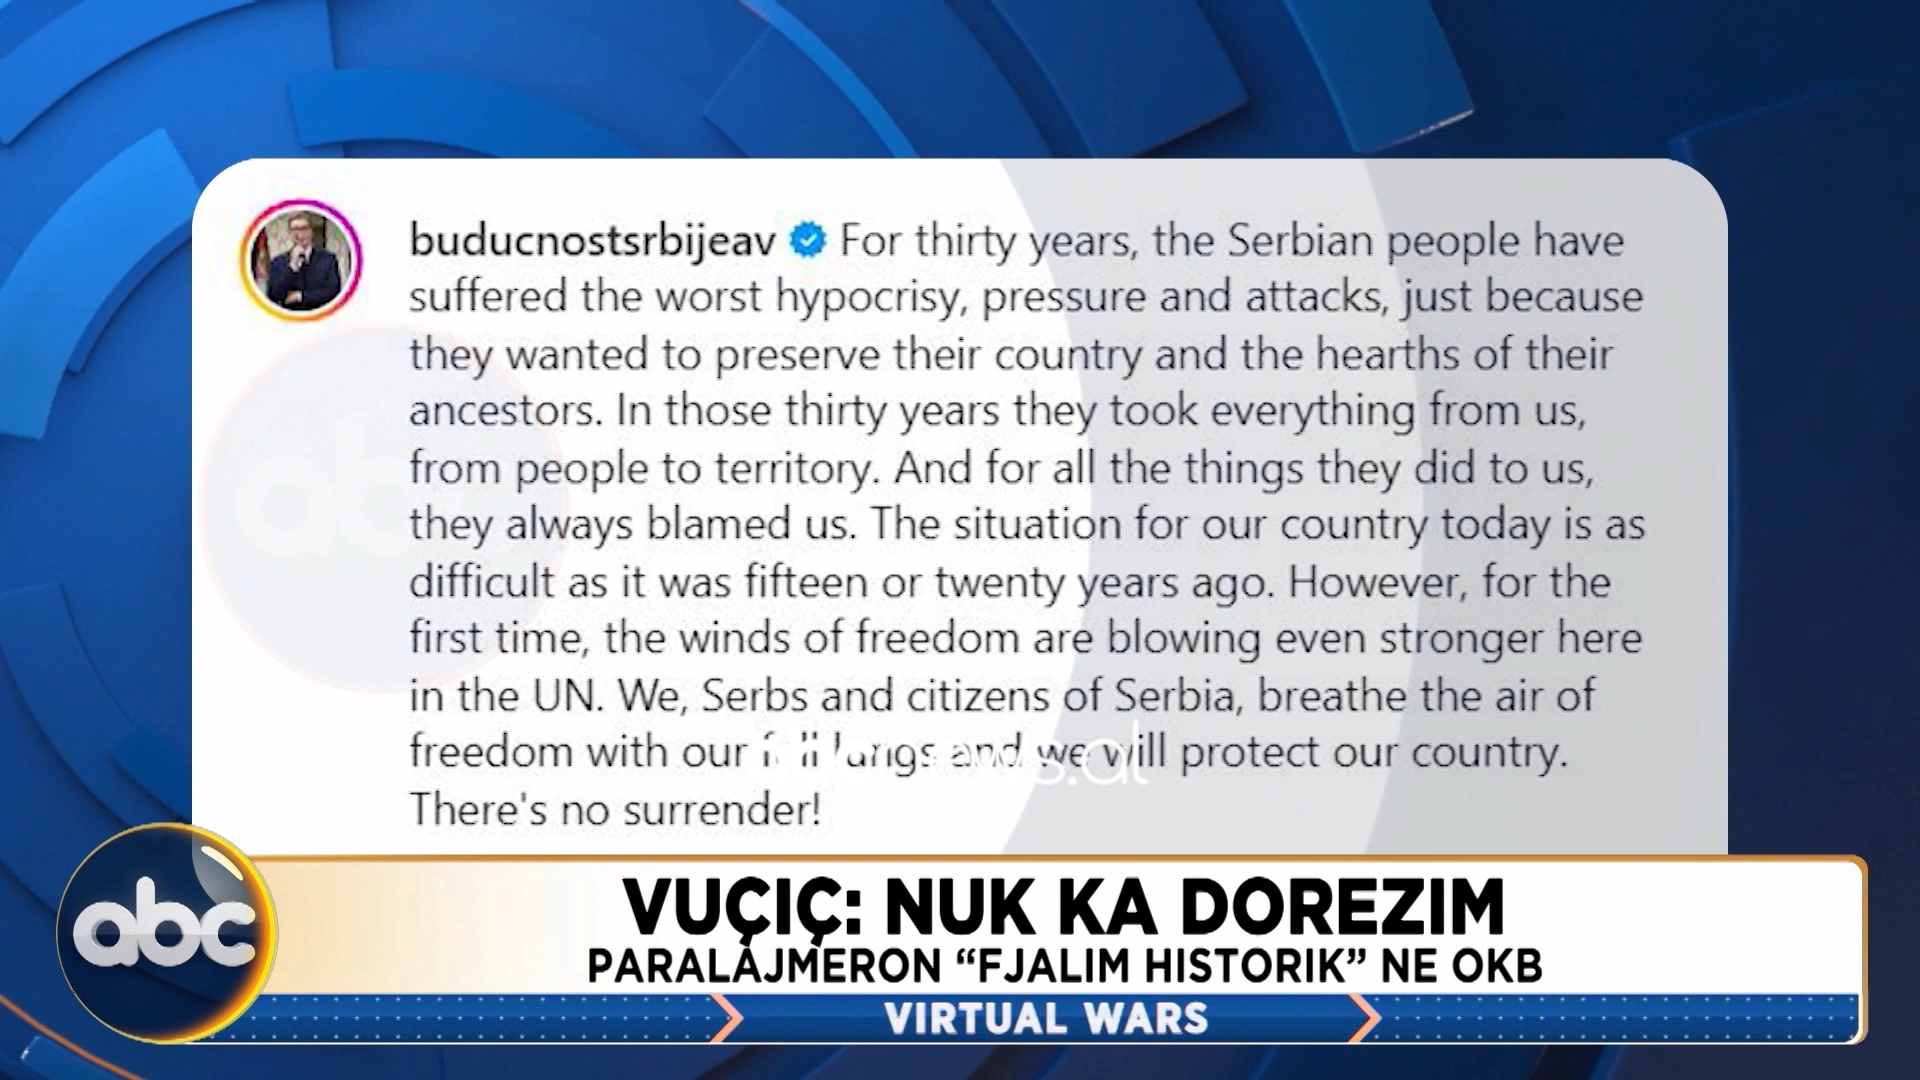 buducnostsrbijeav For thirty years, the Serbian people have
suffered the worst hypocrisy, pressure and attacks, just because
they wanted to preserve their country and the hearths of their
ancestors. In those thirty years they took everything from us,
from people to territory. And for all the things they did to us,
they always blamed us. The situation for our country today is as
difficult as it was fifteen or twenty years ago. However, for the
first time, the winds of freedom are blowing even stronger here
in the UN. We, Serbs and citizens of Serbia, breathe the air of
freedom with our full lungs and we will protect our country.
There's no surrender!
abc
VUÇIÇ: NUK KA DOREZIM
PARALAJMERON “FJALIM HISTORIK” NE OKB
VIRTUAL WARS